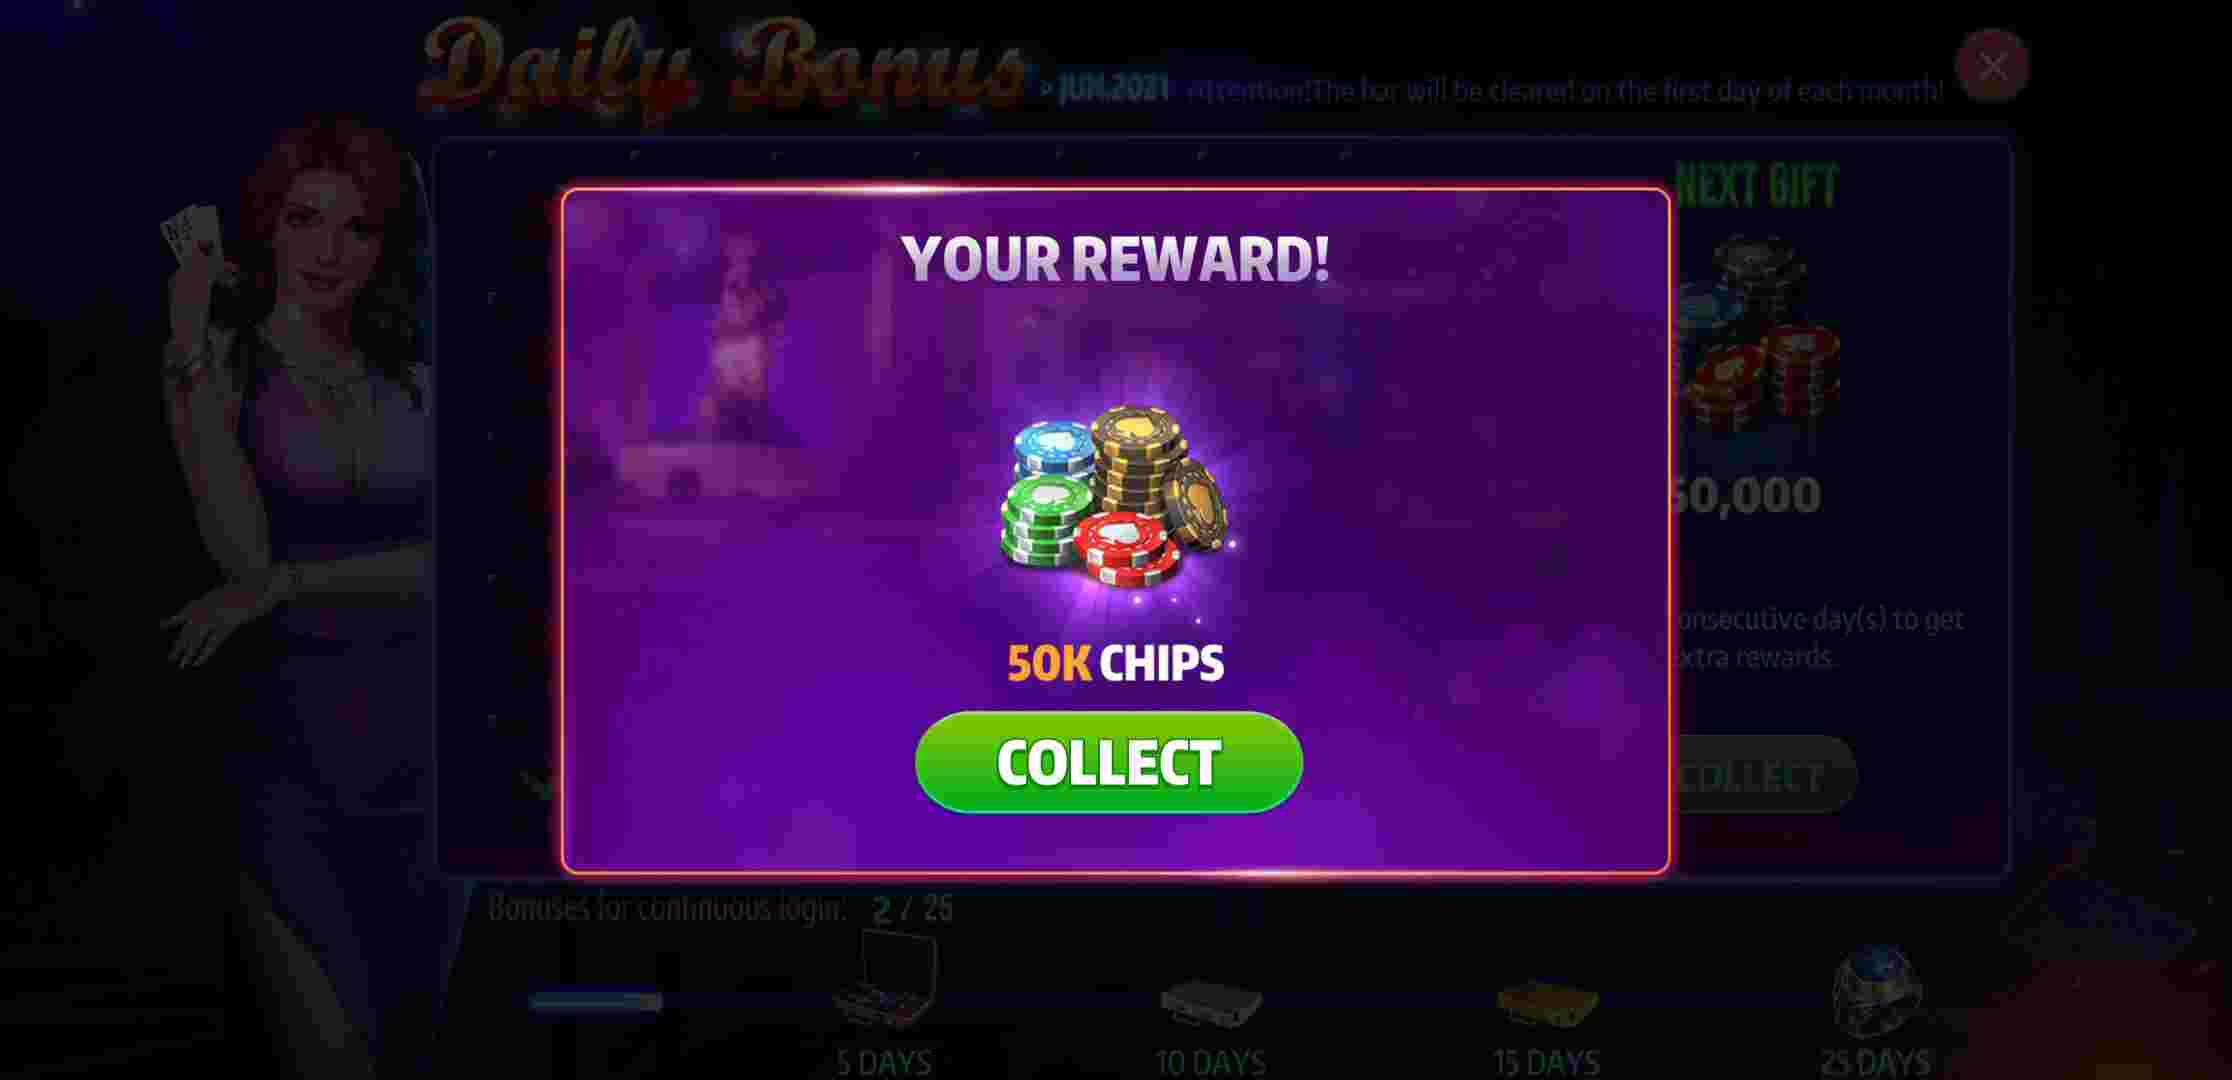 Daily Bonus
> JUN.2021 Attention!The bar will be cleared on the first day of each month!
NEXT GIFT
YOUR REWARD!
50,000
onsecutive day(s) to get
xtra rewards.
50K CHIPS
COLLECT
COLLECT
Bonuses for continuous login: 2 / 25
5 DAYS 10 DAYS 15 DAYS 25 DAYS